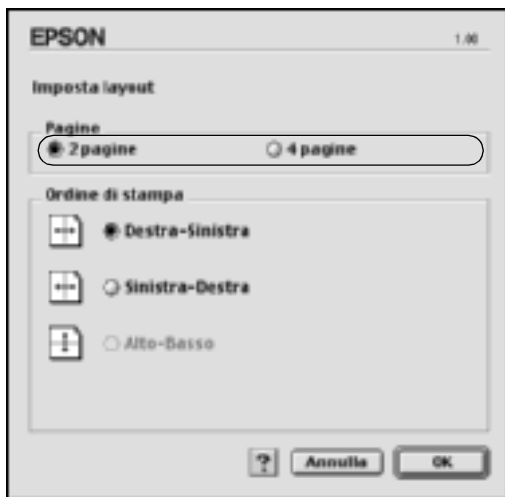 EPSON 1.00
Imposta layout
Pagine
2 pagine 4 pagine
Ordine di stampa
Destra-Sinistra
Sinistra-Destra
Alto-Basso
? Annulla OK